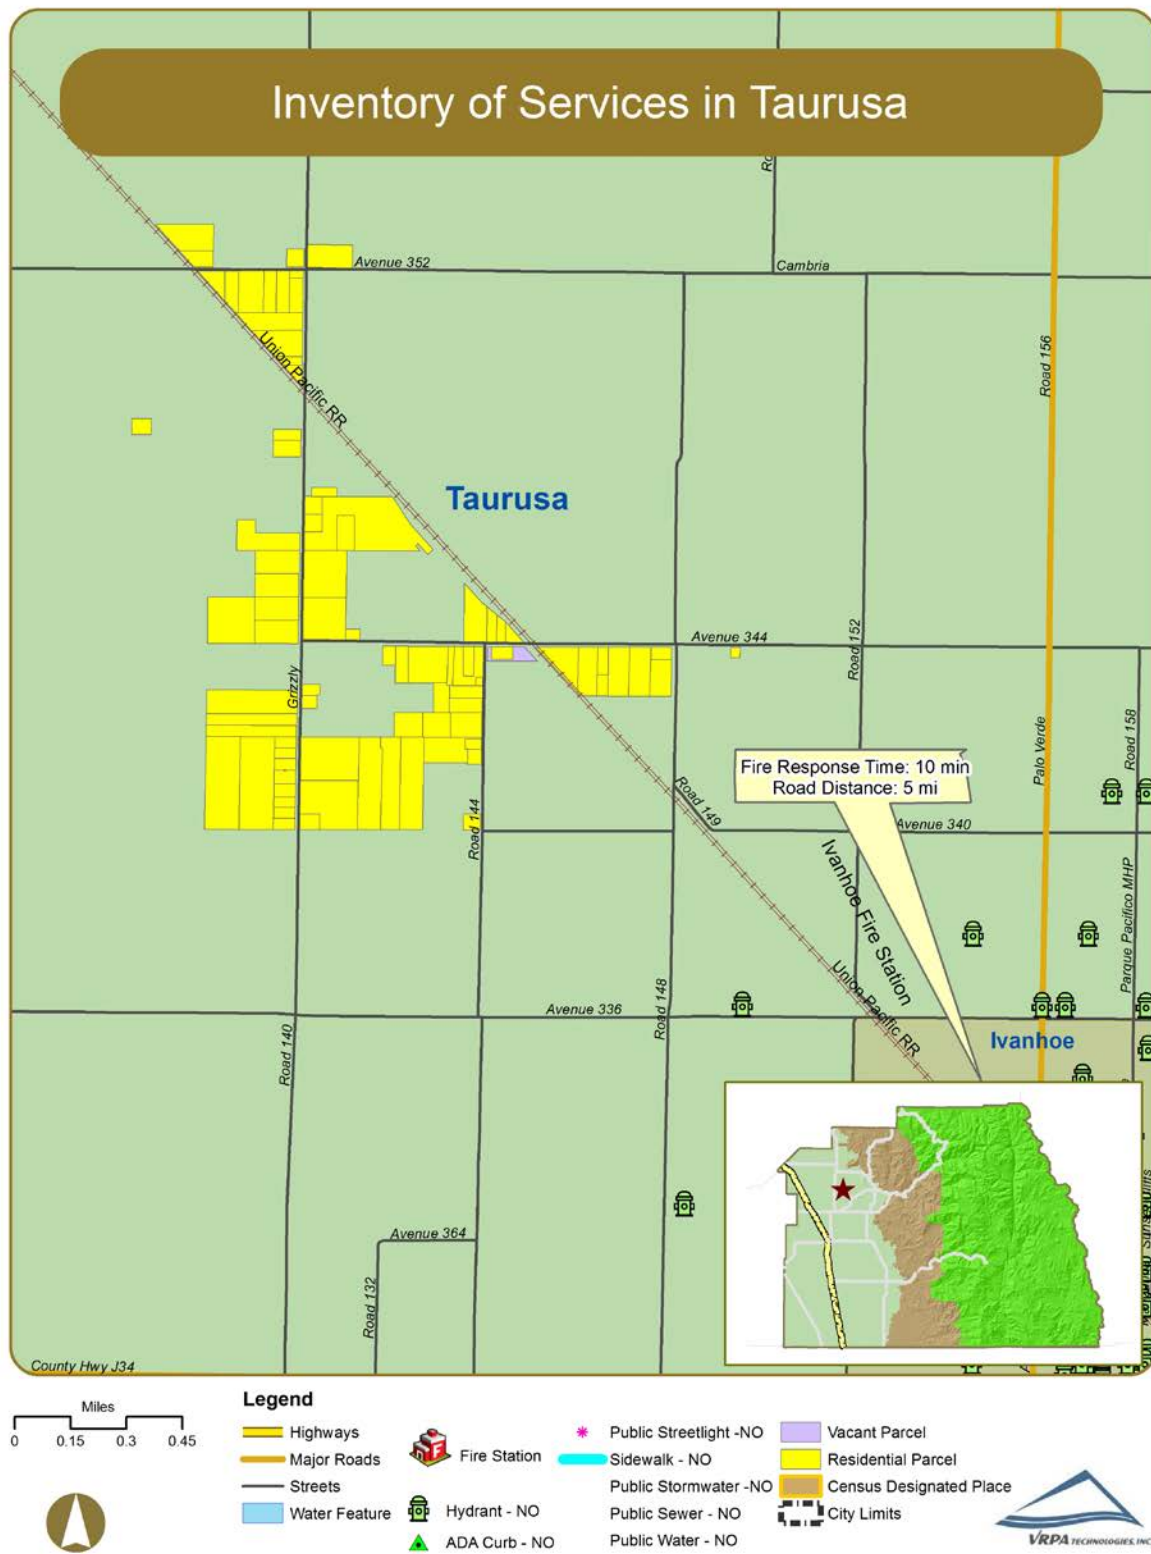 Inventory of Services in Taurusa
Avenue 352
Cambria
Union Pacific RR
Road 156
Taurusa
Avenue 344
Road 152
Grizzly
Palo Verde
Road 158
Fire Response Time: 10 min
Road Distance: 5 mi
Road 149
Avenue 340
Road 144
Ivanhoe Fire Station
Parque Pacifico MHP
Union Pacific RR
Avenue 336
Road 148
Road 140
Ivanhoe
Avenue 364
Road 132
County Hwy J34
Miles
0 0.15 0.3 0.45
Legend
Highways
Major Roads
Streets
Water Feature
Fire Station
Hydrant - NO
ADA Curb - NO
Public Streetlight -NO
Sidewalk - NO
Public Stormwater -NO
Public Sewer - NO
Public Water - NO
Vacant Parcel
Residential Parcel
Census Designated Place
City Limits
VRPA TECHNOLOGIES, INC